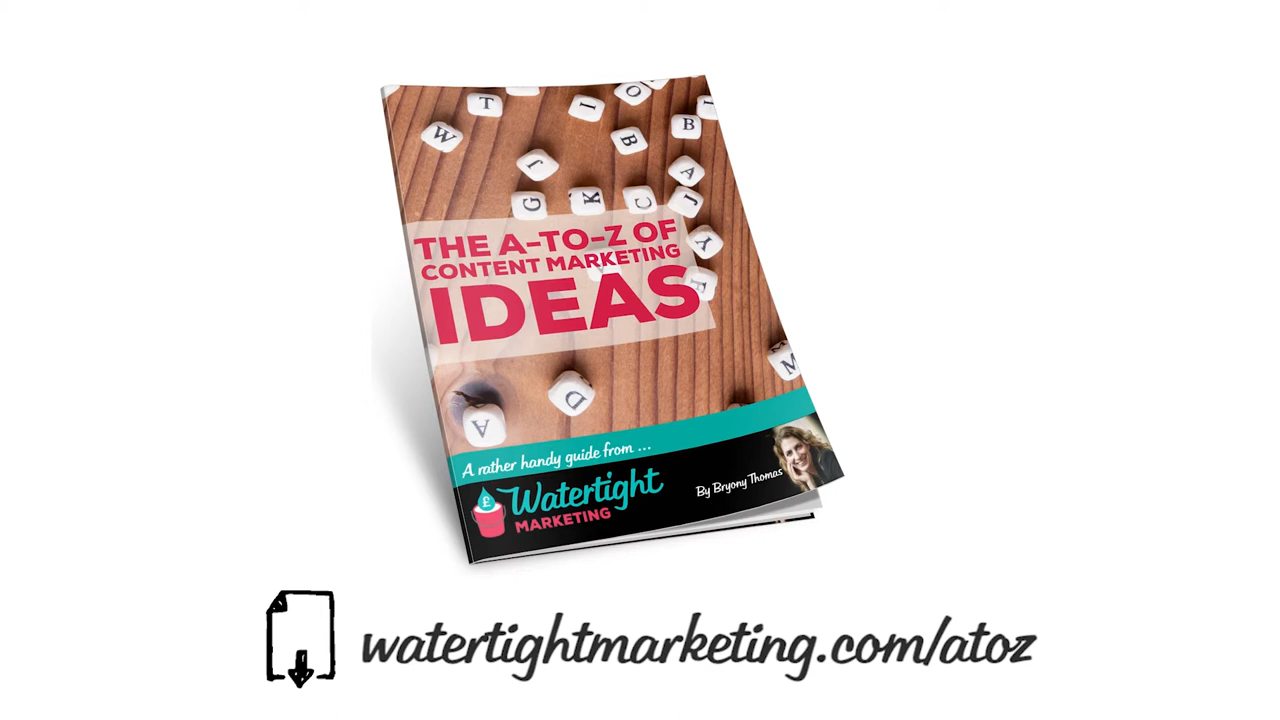 W T I O I
J B B
G K C A J
Y
THE A-TO-Z OF
CONTENT MARKETING
IDEAS
M
D
A
A rather handy guide from ...
£ Watertight
MARKETING
By Bryony Thomas
watertightmarketing.com/atoz